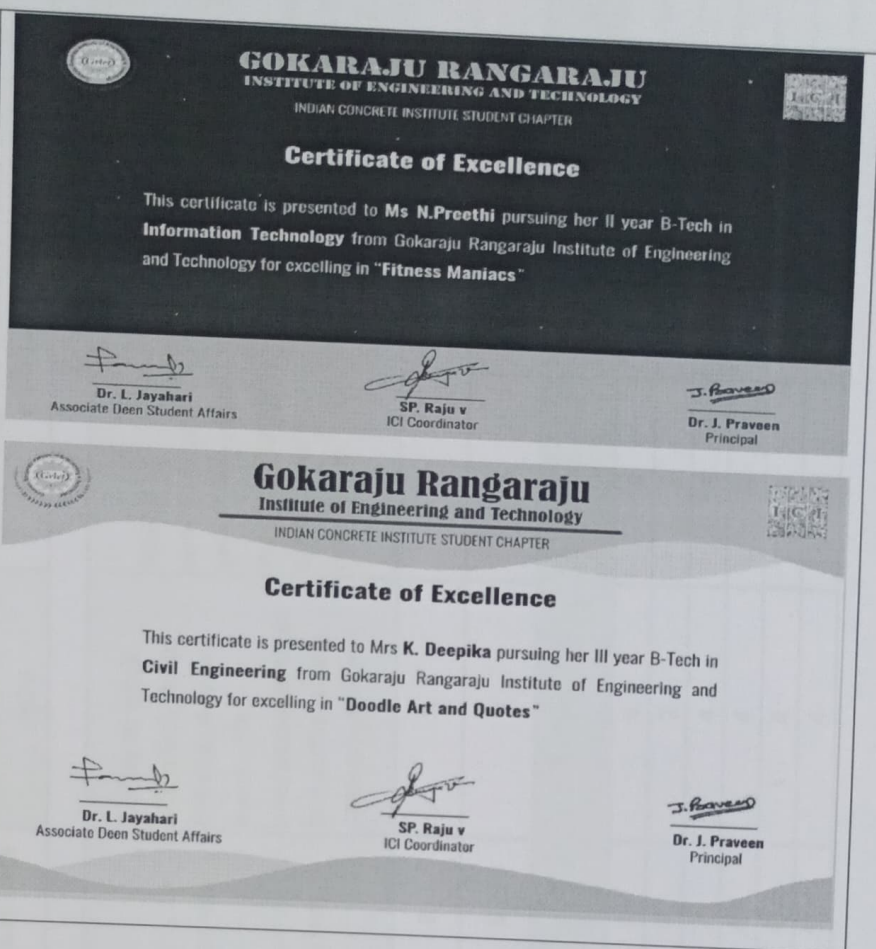 GOKARAJU RANGARAJU
INSTITUTE OF ENGINEERING AND TECHNOLOGY
INDIAN CONCRETE INSTITUTE STUDENT CHAPTER
I C I
Certificate of Excellence
This certificate is presented to Ms N.Preethi pursuing her II year B-Tech in
Information Technology from Gokaraju Rangaraju Institute of Engineering
and Technology for excelling in "Fitness Maniacs"
Dr. L. Jayahari
Associate Deen Student Affairs
SP. Raju v
ICI Coordinator
J. Praveen
Dr. J. Praveen
Principal
Gokaraju Rangaraju
Institute of Engineering and Technology
INDIAN CONCRETE INSTITUTE STUDENT CHAPTER
I C I
Certificate of Excellence
This certificate is presented to Mrs K. Deepika pursuing her III year B-Tech in
Civil Engineering from Gokaraju Rangaraju Institute of Engineering and
Technology for excelling in "Doodle Art and Quotes"
Dr. L. Jayahari
Associate Deen Student Affairs
SP. Raju v
ICI Coordinator
J. Praveen
Dr. J. Praveen
Principal